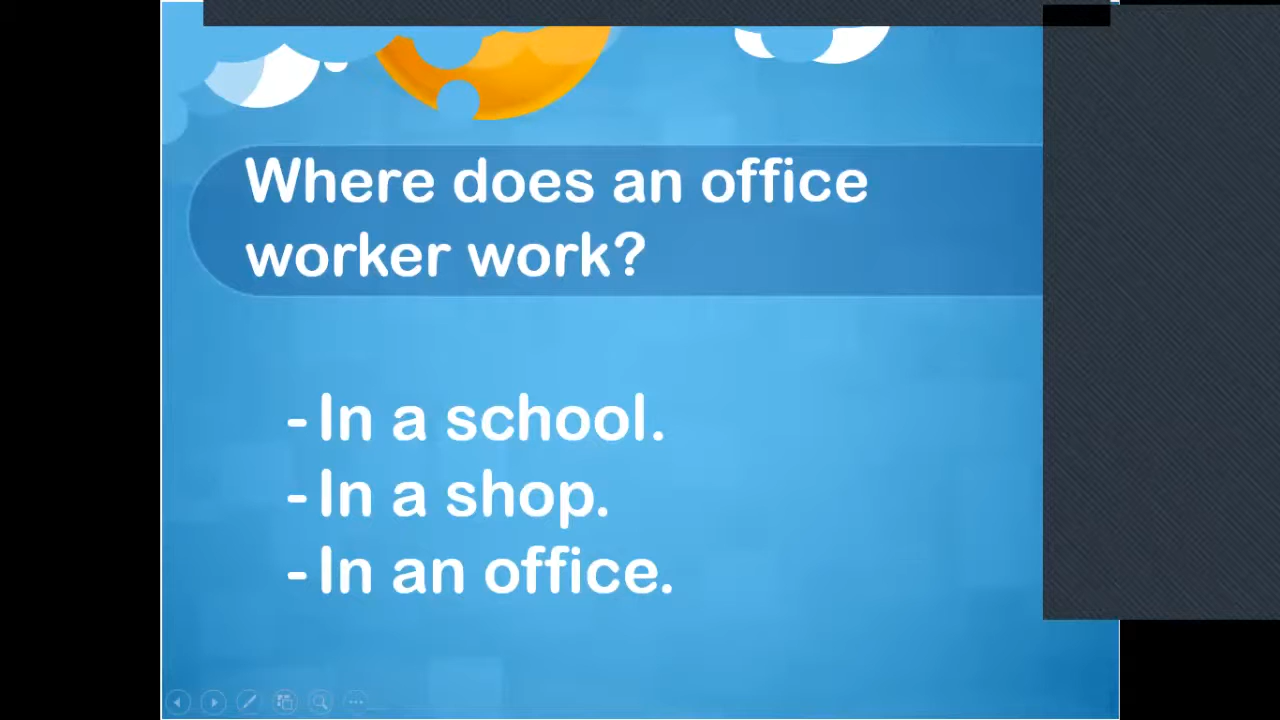 Where does an office
worker work?
- In a school.
- In a shop.
- In an office.